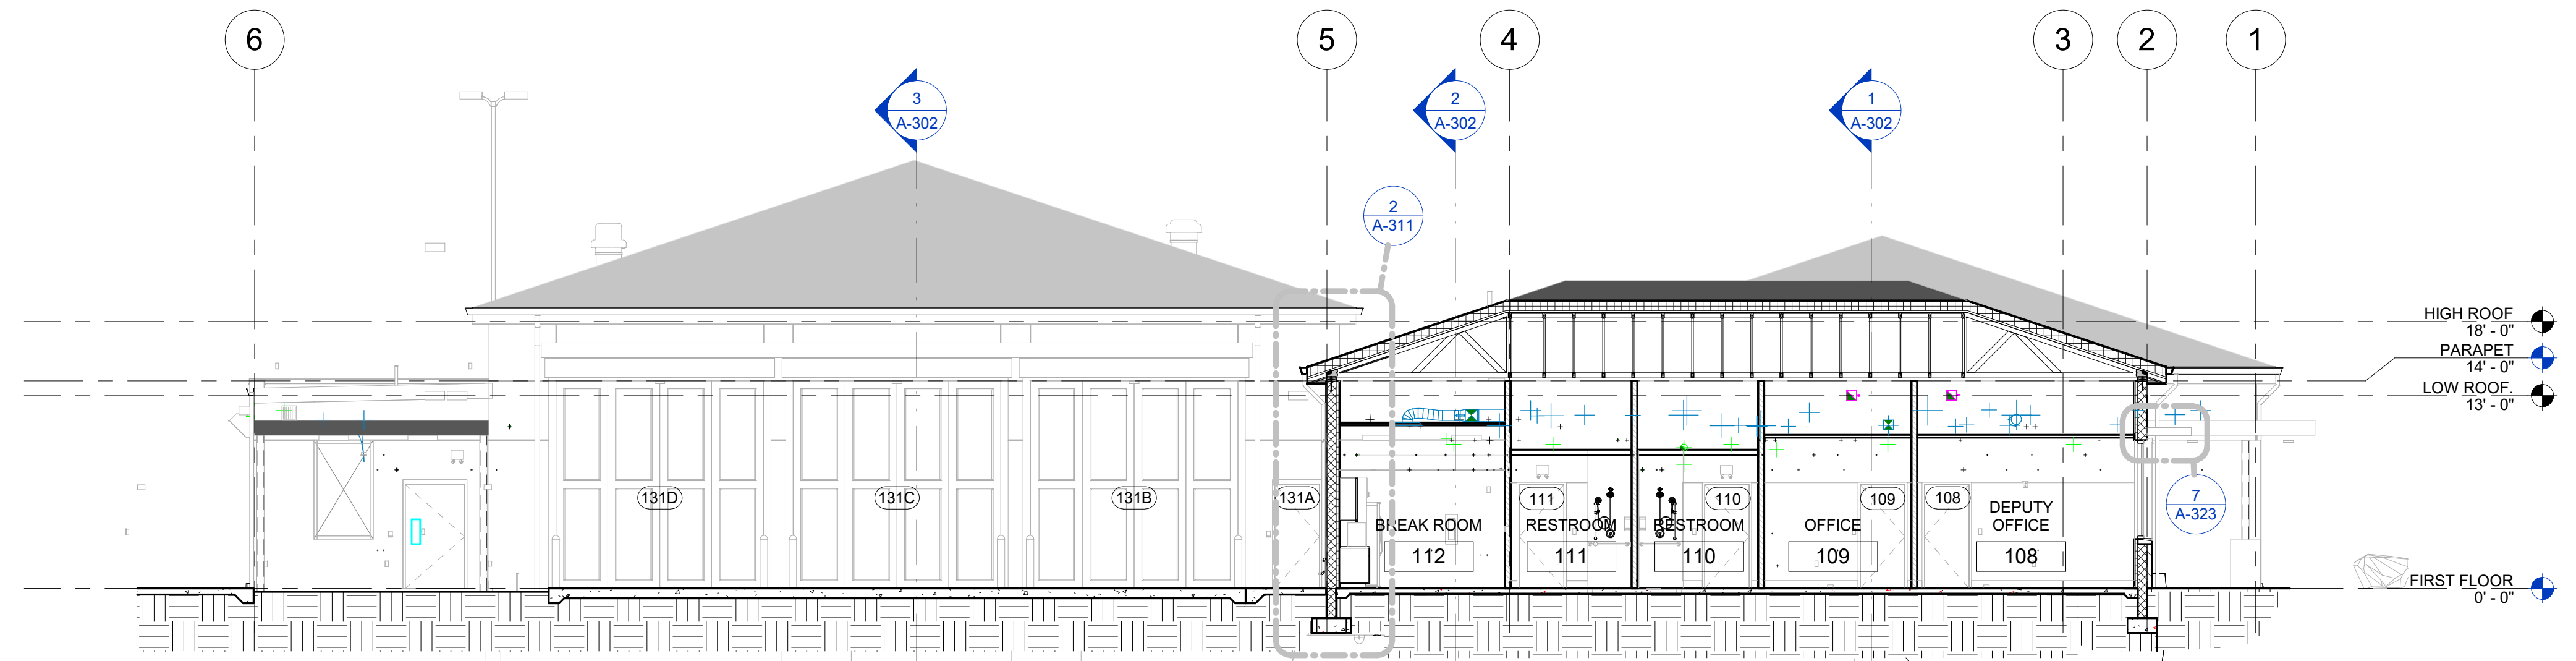 6
5
4
3
2
1
3
A-302
2
A-302
1
A-302
2
A-311
HIGH ROOF
18' - 0"
PARAPET
14' - 0"
LOW ROOF.
13' - 0"
131D
131C
131B
131A
111
110
109
108
7
A-323
BREAK ROOM
112
RESTROOM
111
RESTROOM
110
OFFICE
109
DEPUTY
OFFICE
108
FIRST FLOOR
0' - 0"